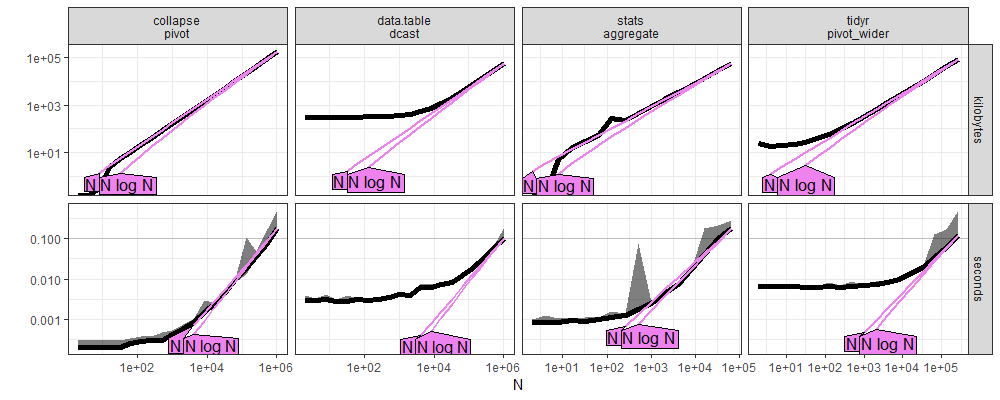 collapse
pivot
data.table
dcast
stats
aggregate
tidyr
pivot_wider
1e+05
1e+03
1e+01
kilobytes
N N log N
N N log N
N N log N
N N log N
0.100
0.010
0.001
seconds
N N log N
N N log N
N N log N
N N log N
1e+02 1e+04 1e+06
1e+02 1e+04 1e+06
1e+01 1e+02 1e+03 1e+04 1e+05
1e+01 1e+02 1e+03 1e+04 1e+05
N